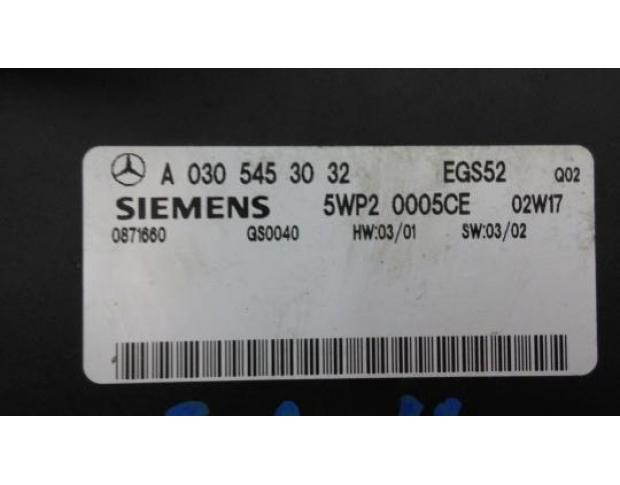 A 030 545 30 32 EGS52 Q02
SIEMENS 5WP2 0005CE 02W17
0871660 GS0040 HW:03/01 SW:03/02